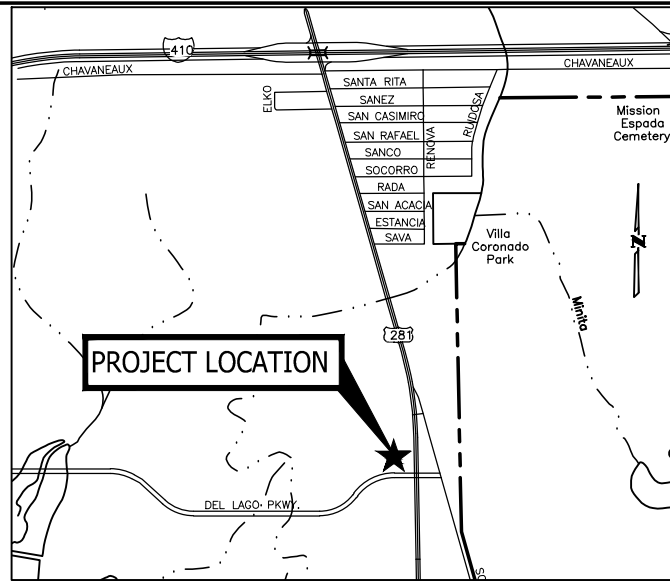 410
CHAVANEAUX
CHAVANEAUX
ELKO
SANTA RITA
SANEZ
SAN CASIMIRO
SAN RAFAEL
SANCO
SOCORRO
RADA
SAN ACACIA
ESTANCIA
SAVA
RENOVA
RUIDOSA
Mission
Espada
Cemetery
N
Villa
Coronado
Park
Minita
281
PROJECT LOCATION
DEL LAGO PKWY.